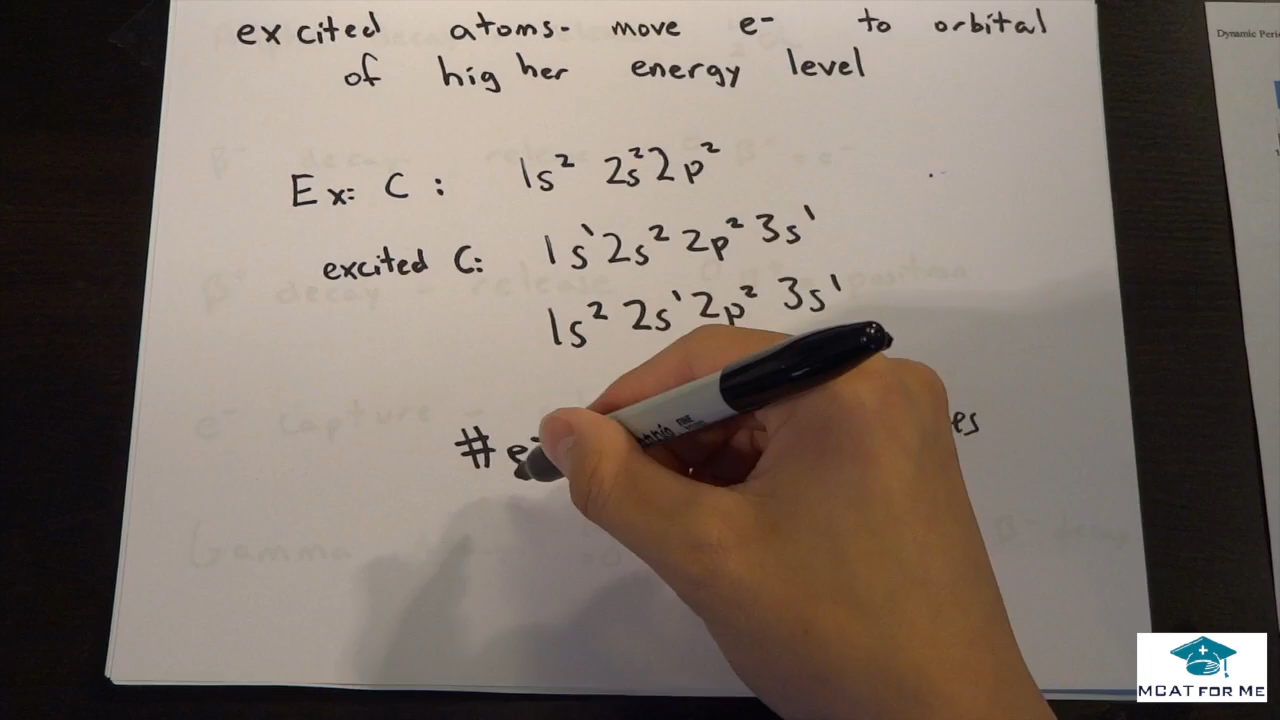 excited atoms- move e⁻ to orbital
of higher energy level
Ex: C : 1s² 2s² 2p²
excited C: 1s¹ 2s² 2p² 3s¹
1s² 2s¹ 2p² 3s¹
# e⁻
Dynamic
MCAT FOR ME